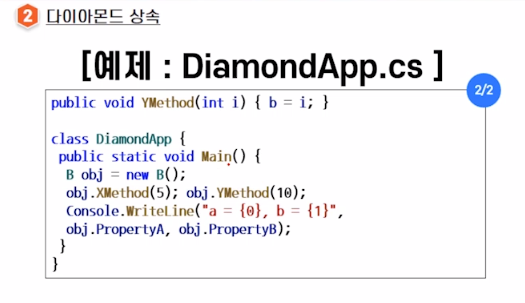 2 다이아몬드 상속
[예제 : DiamondApp.cs ]
2/2
public void YMethod(int i) { b = i; }
class DiamondApp {
public static void Main() {
B obj = new B();
obj.XMethod(5); obj.YMethod(10);
Console.WriteLine("a = {0}, b = {1}",
obj.PropertyA, obj.PropertyB);
}
}